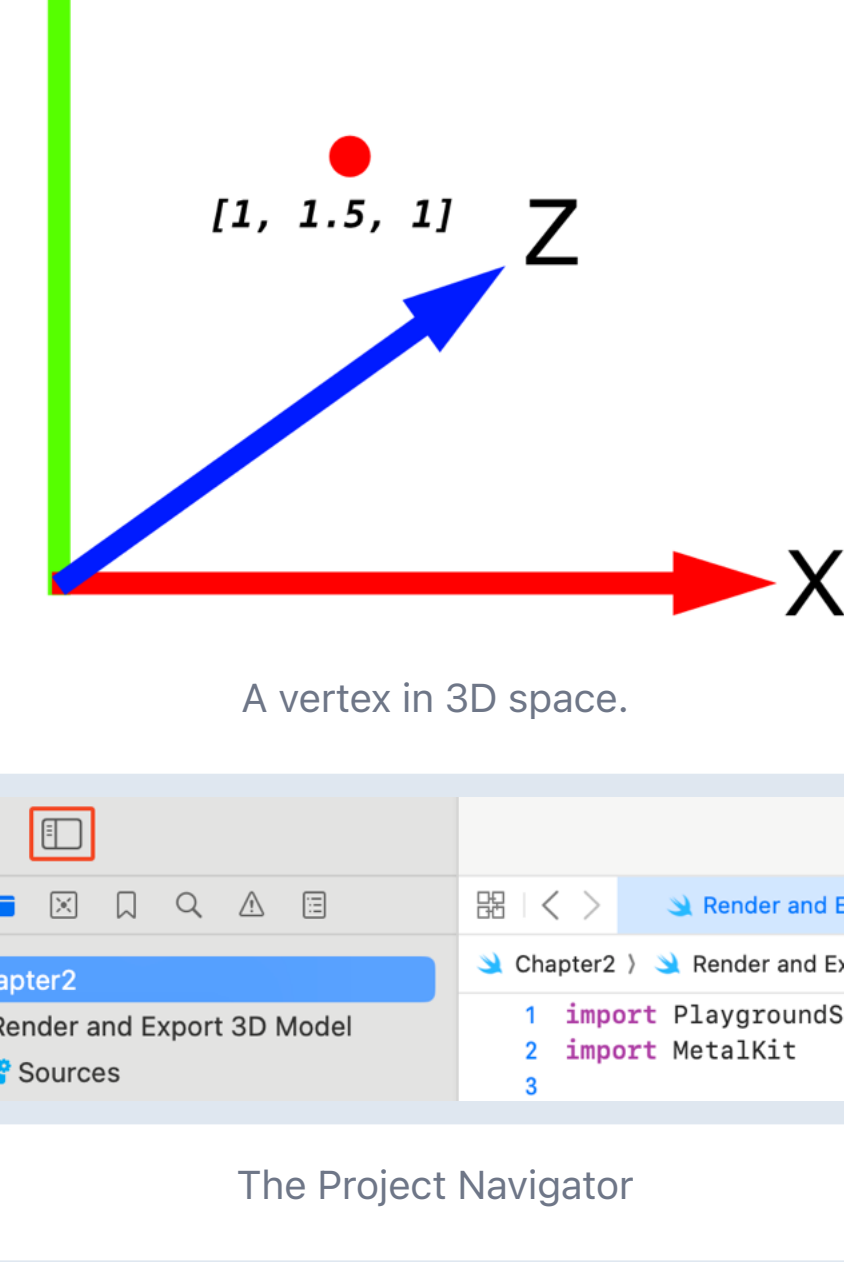 [1, 1.5, 1]
Z
X
A vertex in 3D space.
Render and E
apter2
Chapter2 ⟩ Render and Ex
Render and Export 3D Model
1 import PlaygroundS
2 import MetalKit
Sources
3
The Project Navigator